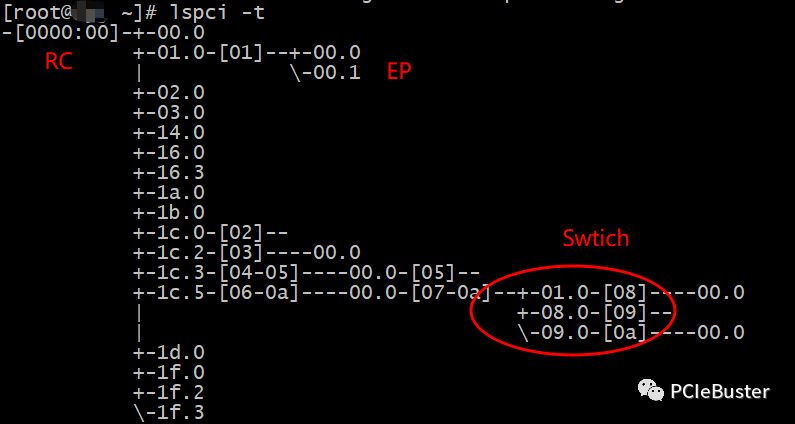 [root@ ~]# lspci -t
-[0000:00]-+-00.0
RC +-01.0-[01]--+-00.0
| \-00.1 EP
+-02.0
+-03.0
+-14.0
+-16.0
+-16.3
+-1a.0
+-1b.0
+-1c.0-[02]--
Swtich
+-1c.2-[03]----00.0
+-1c.3-[04-05]----00.0-[05]--
+-1c.5-[06-0a]----00.0-[07-0a]--+-01.0-[08]----00.0
| +-08.0-[09]--
| \-09.0-[0a]----00.0
+-1d.0
+-1f.0
+-1f.2
PCIeBuster
\-1f.3